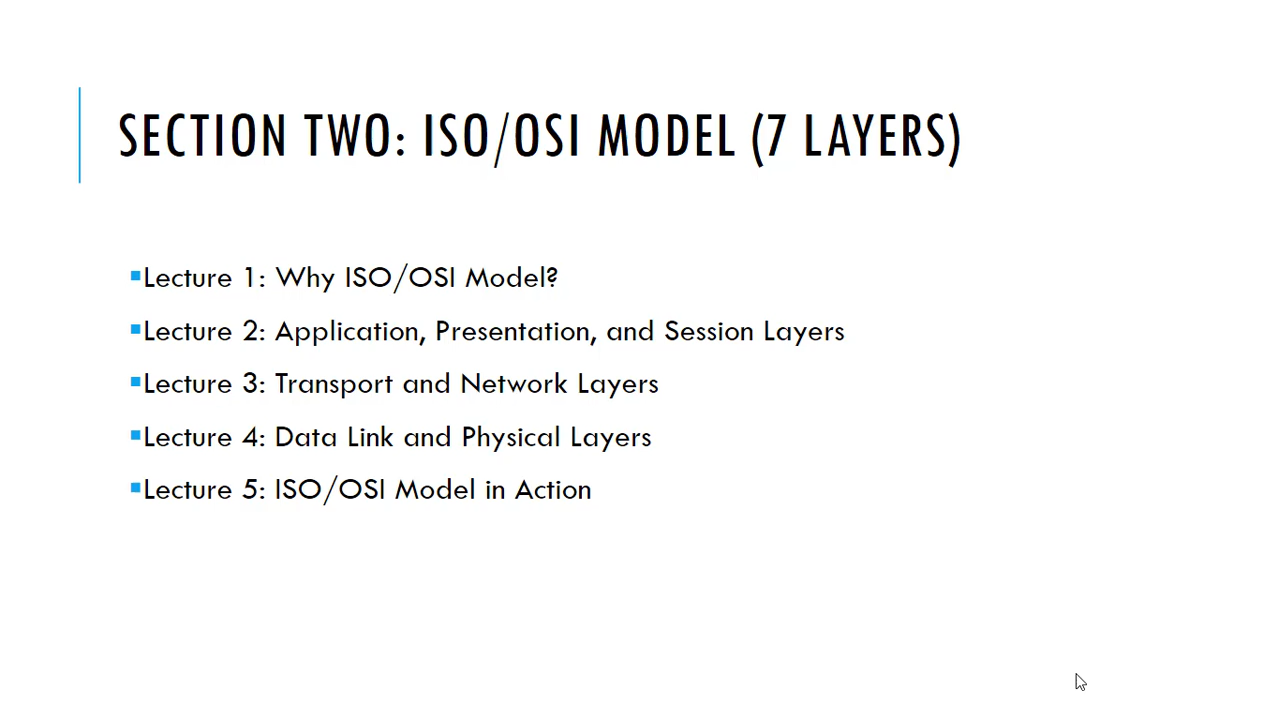 SECTION TWO: ISO/OSI MODEL (7 LAYERS)
▪Lecture 1: Why ISO/OSI Model?
▪Lecture 2: Application, Presentation, and Session Layers
▪Lecture 3: Transport and Network Layers
▪Lecture 4: Data Link and Physical Layers
▪Lecture 5: ISO/OSI Model in Action